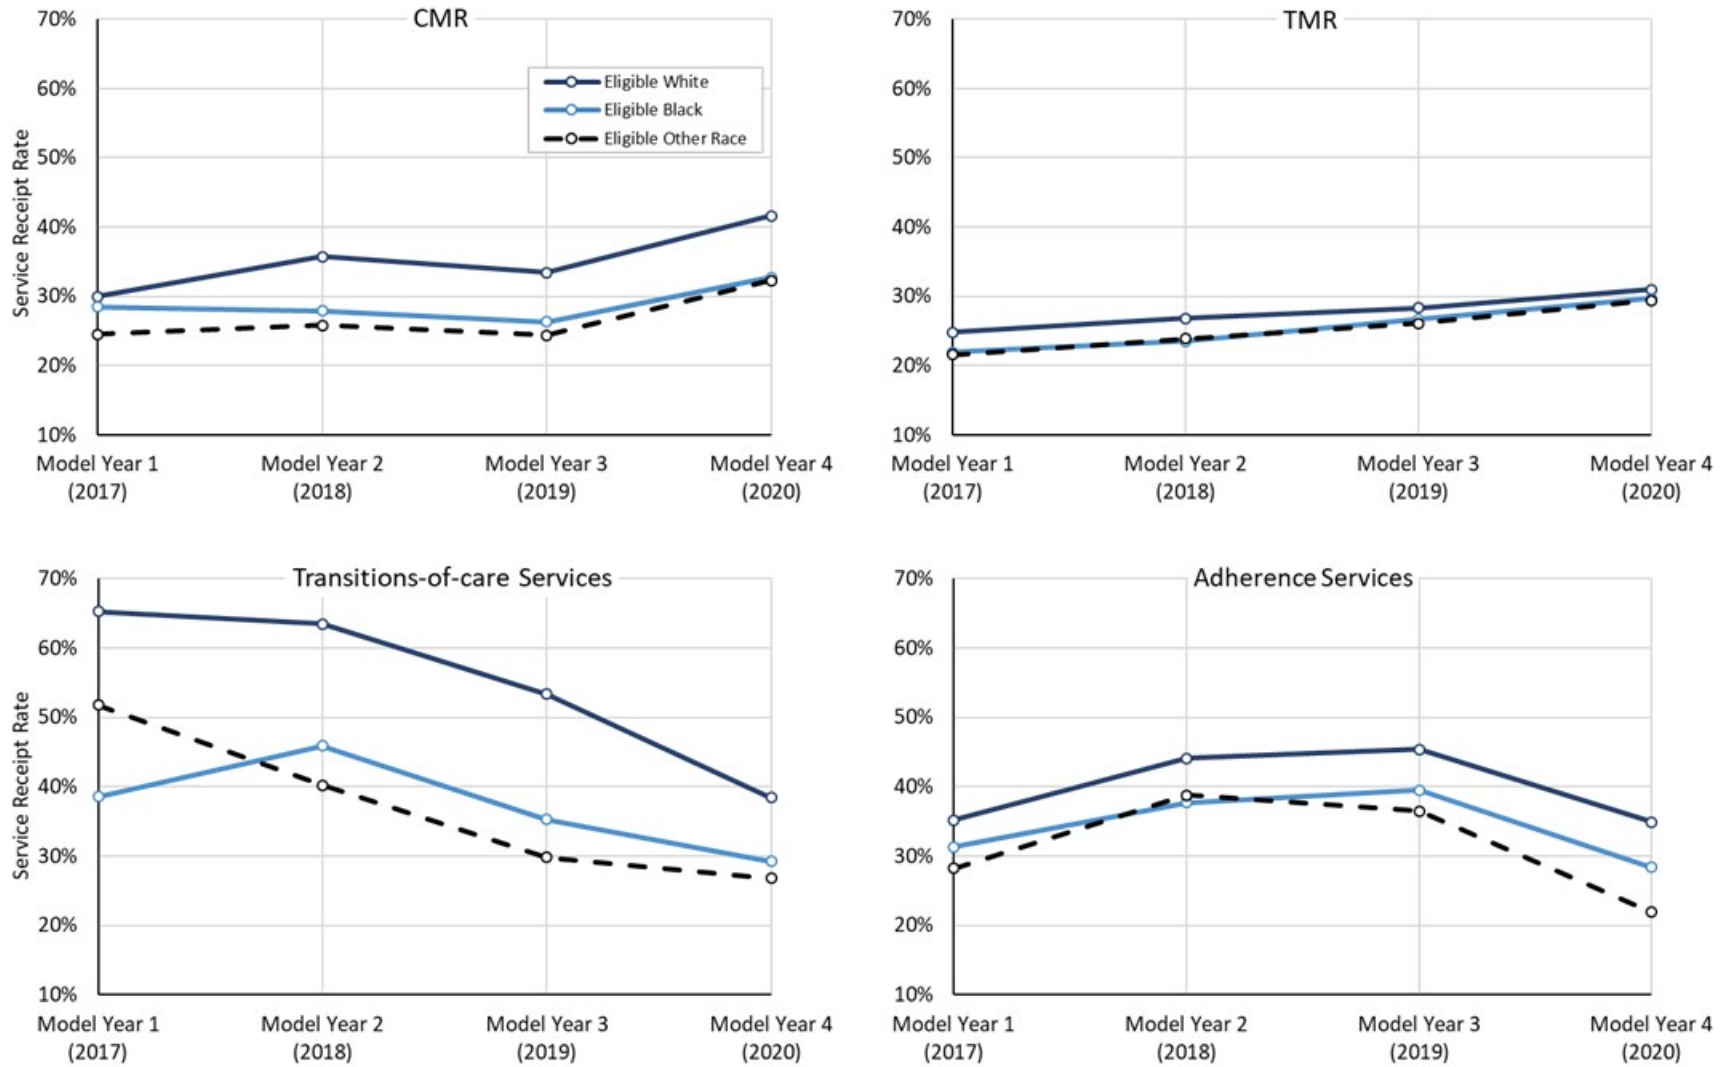 CMR
70%
60%
50%
40%
30%
20%
10%
Service Receipt Rate
Eligible White
Eligible Black
Eligible Other Race
Model Year 1 Model Year 2 Model Year 3 Model Year 4
(2017) (2018) (2019) (2020)
TMR
70%
60%
50%
40%
30%
20%
10%
Model Year 1 Model Year 2 Model Year 3 Model Year 4
(2017) (2018) (2019) (2020)
Transitions-of-care Services
70%
60%
50%
40%
30%
20%
10%
Service Receipt Rate
Model Year 1 Model Year 2 Model Year 3 Model Year 4
(2017) (2018) (2019) (2020)
Adherence Services
70%
60%
50%
40%
30%
20%
10%
Model Year 1 Model Year 2 Model Year 3 Model Year 4
(2017) (2018) (2019) (2020)